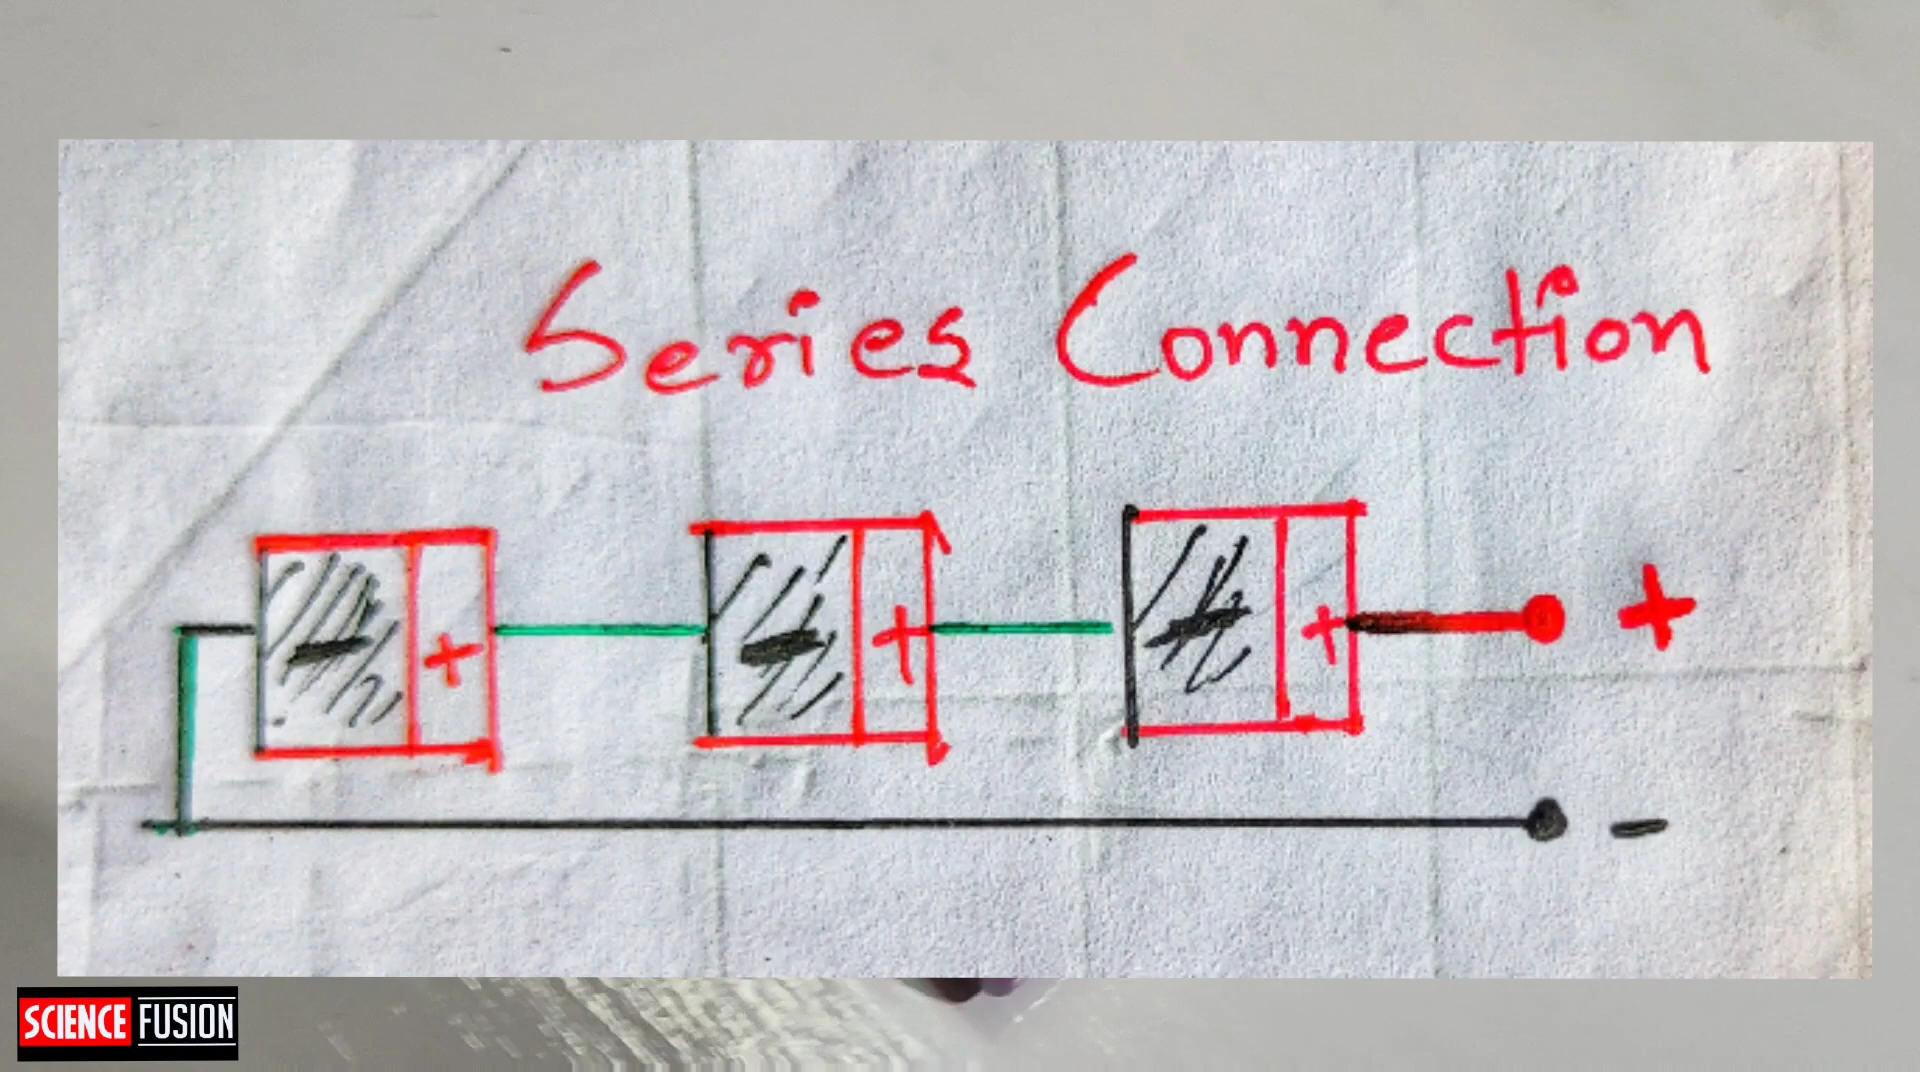 Series Connection
- + - + - + +
-
SCIENCE FUSION